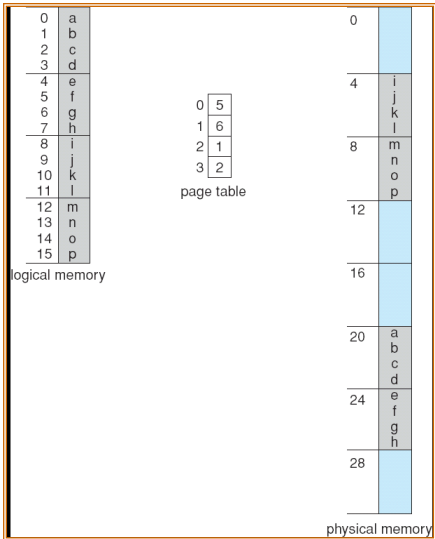 0 a
1 b
2 c
3 d
4 e
5 f
6 g
7 h
8 i
9 j
10 k
11 l
12 m
13 n
14 o
15 p
logical memory
0 5
1 6
2 1
3 2
page table
0
4 i
j
k
l
8 m
n
o
p
12
16
20 a
b
c
d
24 e
f
g
h
28
physical memory